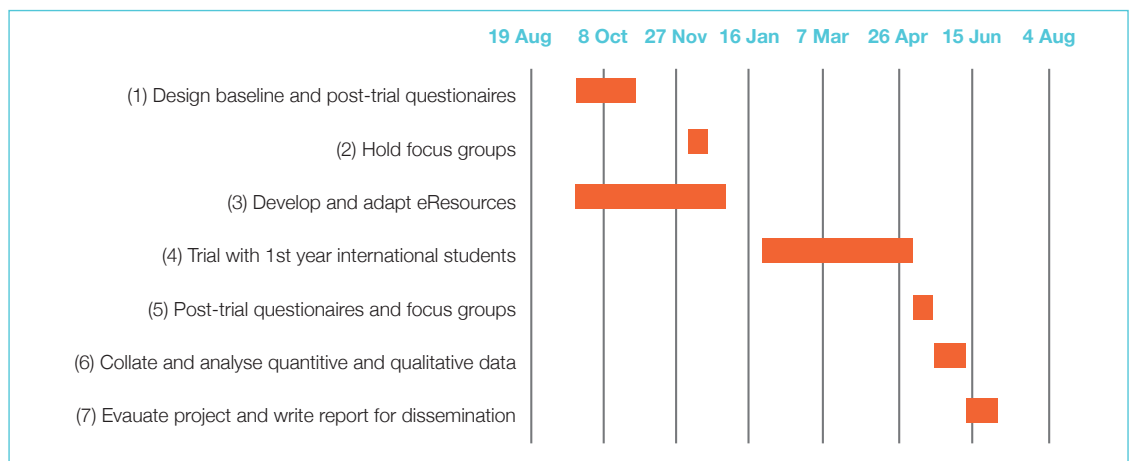 19 Aug 8 Oct 27 Nov 16 Jan 7 Mar 26 Apr 15 Jun 4 Aug
(1) Design baseline and post-trial questionaires
(2) Hold focus groups
(3) Develop and adapt eResources
(4) Trial with 1st year international students
(5) Post-trial questionaires and focus groups
(6) Collate and analyse quantitive and qualitative data
(7) Evauate project and write report for dissemination